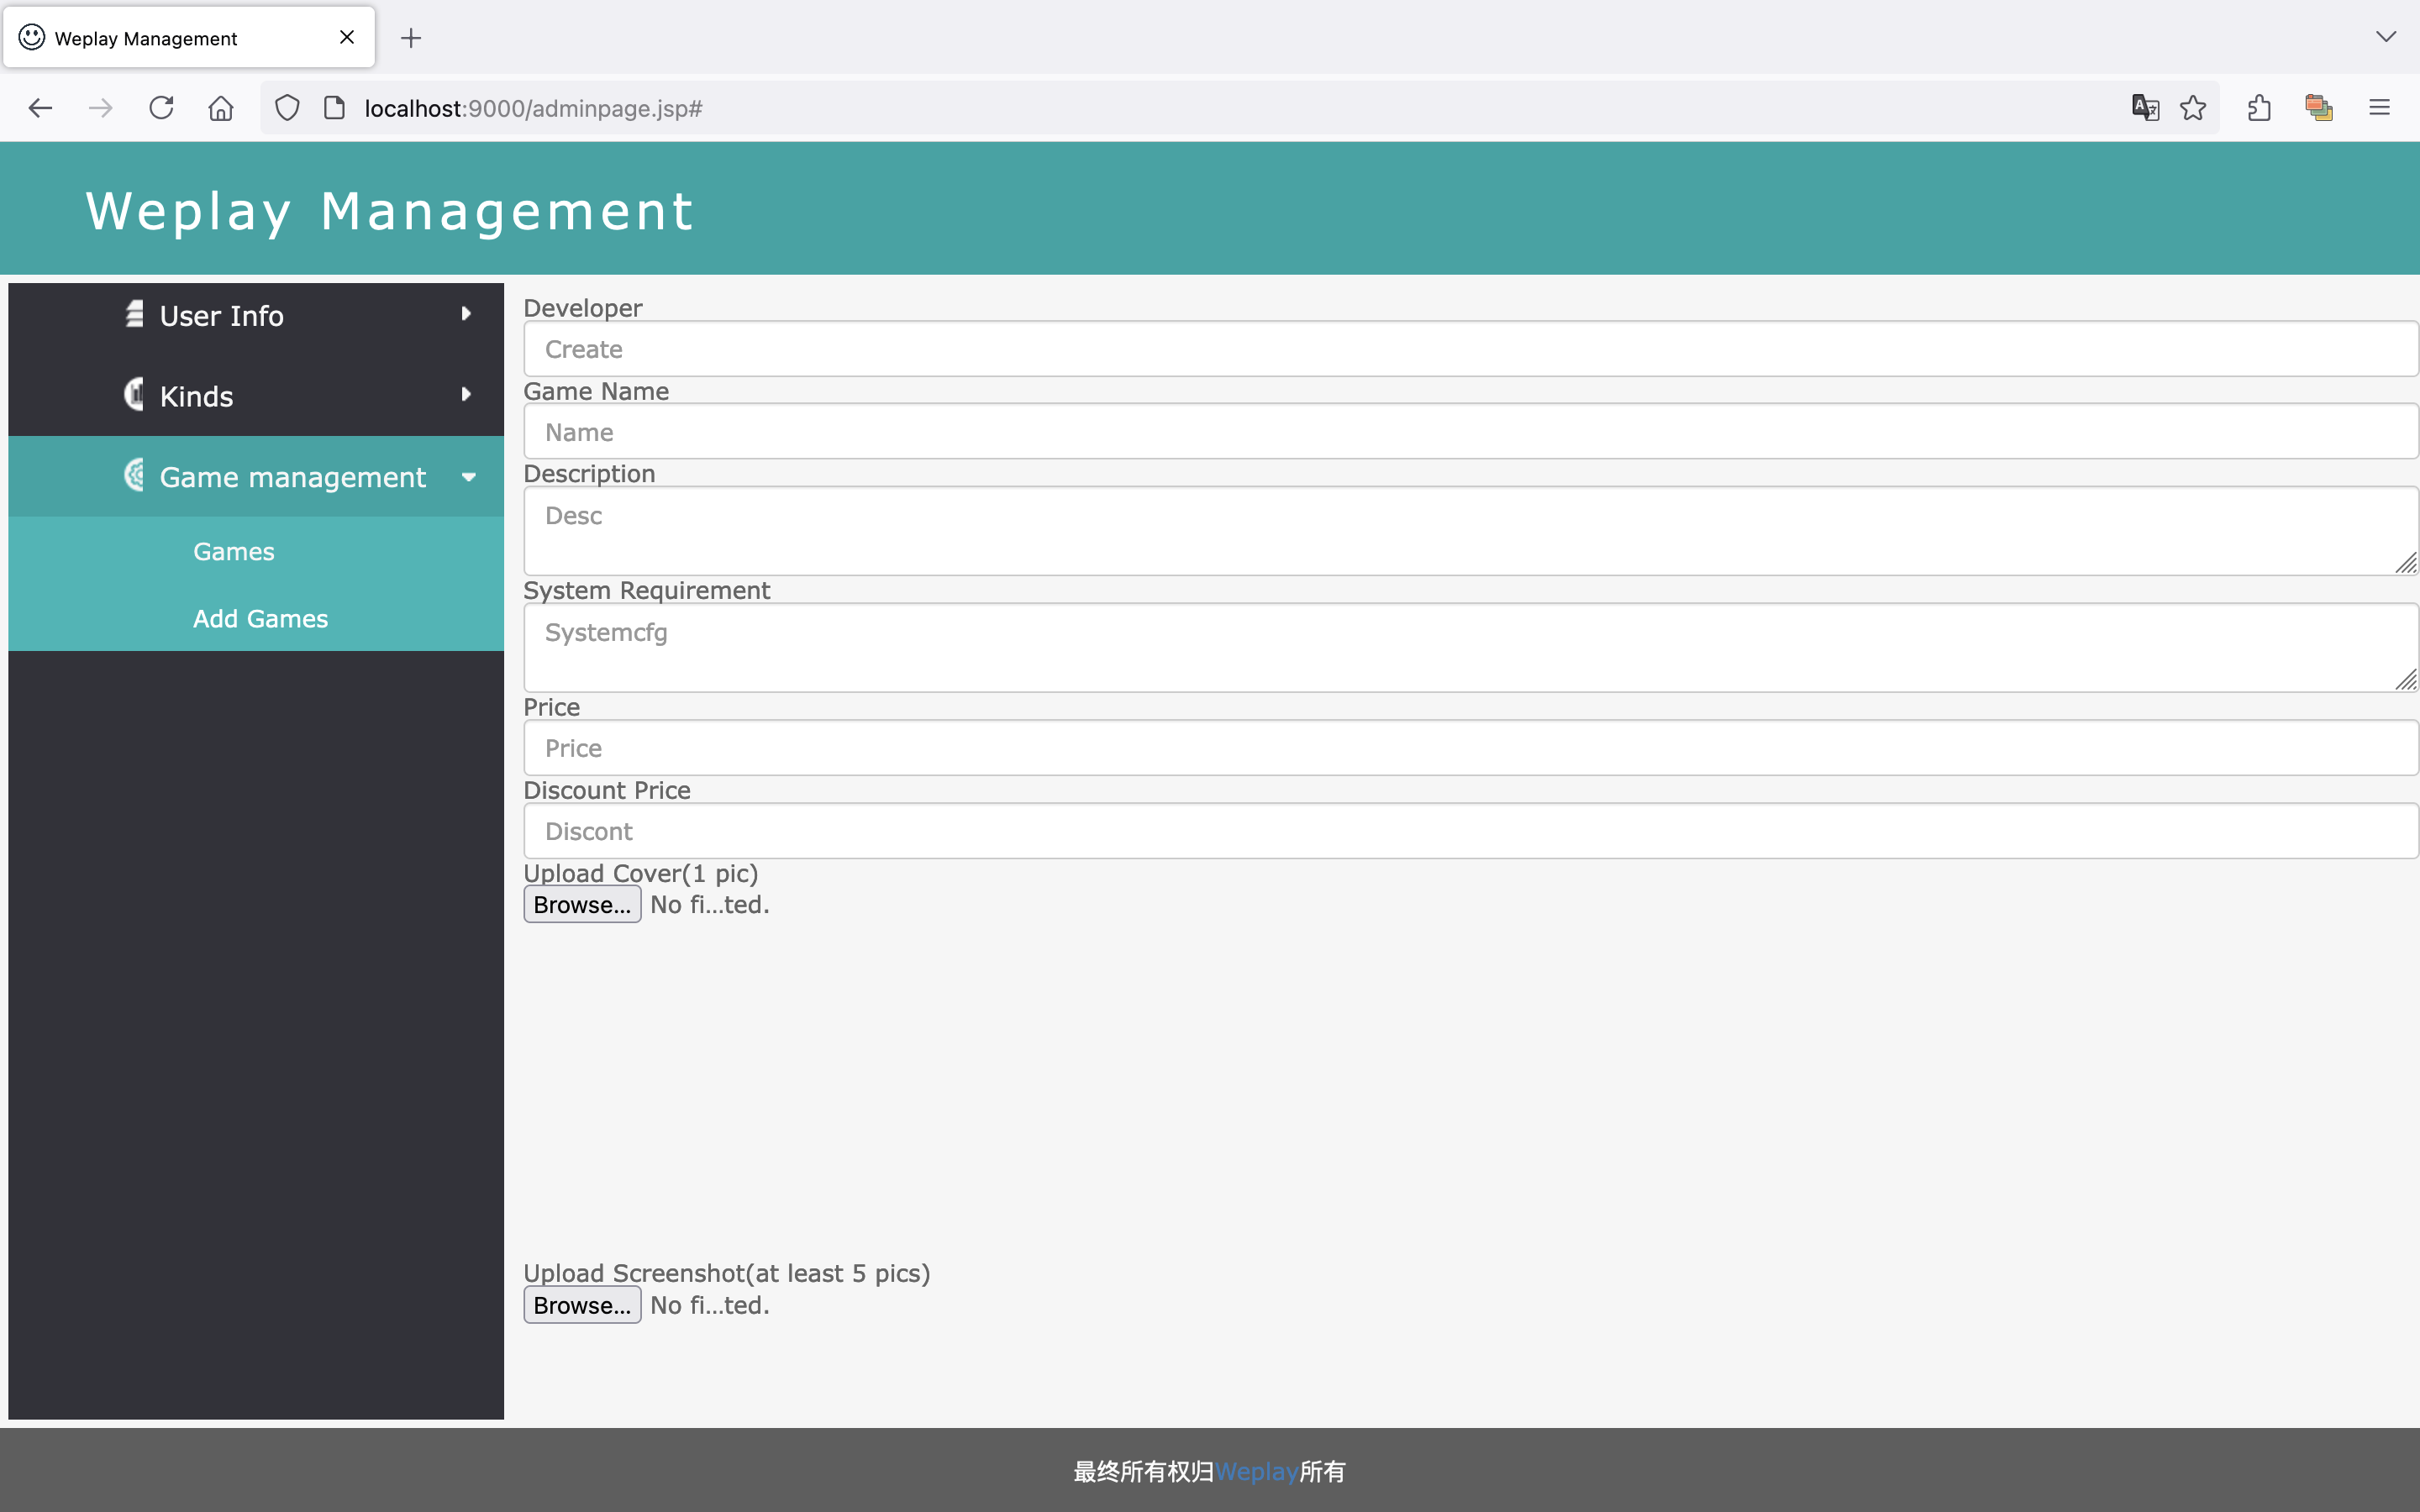 Weplay Management
localhost:9000/adminpage.jsp#
Weplay Management
User Info
Kinds
Game management
Games
Add Games
Developer
Create
Game Name
Name
Description
Desc
System Requirement
Systemcfg
Price
Price
Discount Price
Discont
Upload Cover(1 pic)
Browse... No fi...ted.
Upload Screenshot(at least 5 pics)
Browse... No fi...ted.
最终所有权归Weplay所有